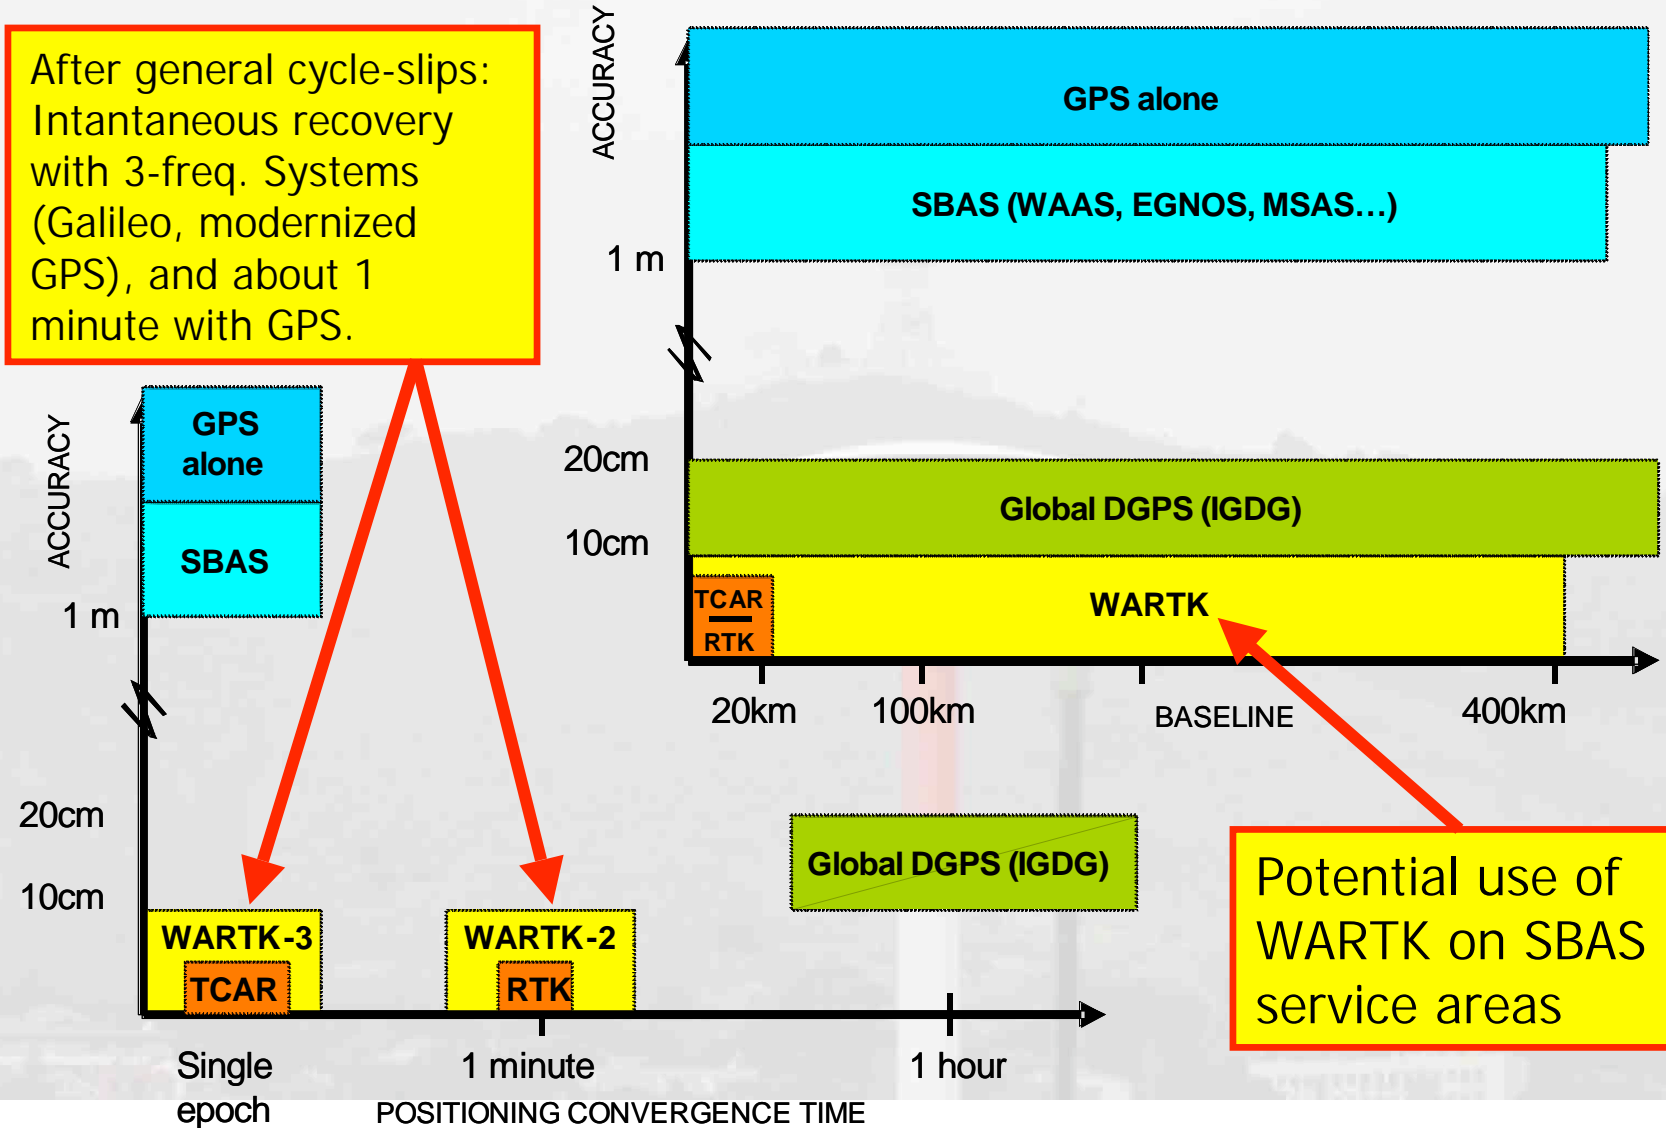 After general cycle-slips:
Intantaneous recovery
with 3-freq. Systems
(Galileo, modernized
GPS), and about 1
minute with GPS.
ACCURACY
GPS alone
SBAS (WAAS, EGNOS, MSAS…)
1 m
20cm
Global DGPS (IGDG)
10cm
TCAR
RTK
WARTK
20km
100km
BASELINE
400km
ACCURACY
GPS
alone
SBAS
1 m
20cm
10cm
Global DGPS (IGDG)
WARTK-3
TCAR
WARTK-2
RTK
Single
epoch
1 minute
1 hour
POSITIONING CONVERGENCE TIME
Potential use of
WARTK on SBAS
service areas